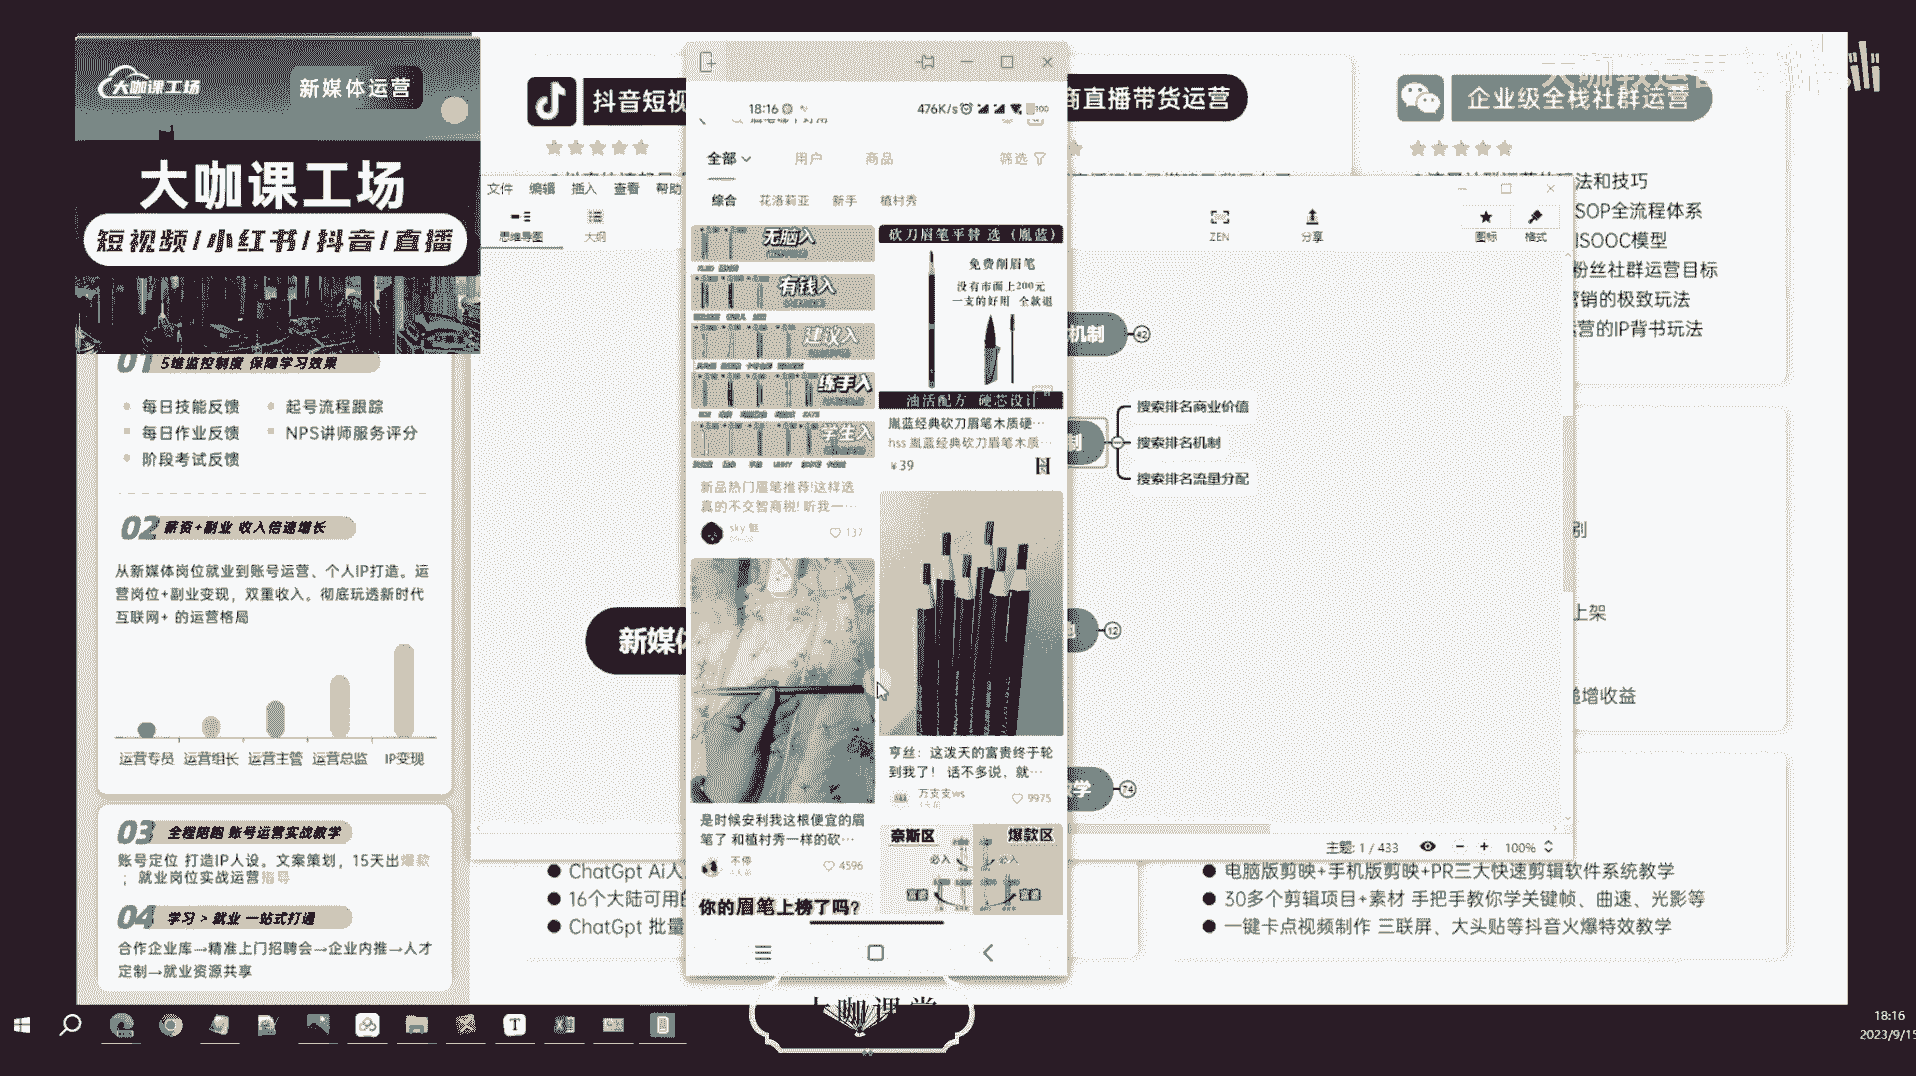 大咖课工场
新媒体运营
大咖课工场
短视频/小红书/抖音/直播
01 5维监控制度 保障学习效果
每日技能反馈
起号流程跟踪
每日作业反馈
NPS讲师服务评分
阶段考试反馈
02 薪资+副业 收入倍速增长
从新媒体岗位就业到账号运营、个人IP打造。运
营岗位+副业变现，双重收入。彻底玩透新时代
互联网+ 的运营格局
运营专员 运营组长 运营主管 运营总监 IP变现
03 全程陪跑 账号运营实战教学
账号定位 打造IP人设。文案策划，15天出爆款
；就业岗位实战运营指导
04 学习 > 就业 一站式打通
合作企业库→精准上门招聘会→企业内推→人才
定制→就业资源共享
抖音短视
商直播带货运营
企业级全栈社群运营
法和技巧
SOP全流程体系
ISOOC模型
粉丝社群运营目标
营销的极致玩法
运营的IP背书玩法
文件 编辑 插入 查看 帮助
思维导图 大纲
ZEN 分享 图标 格式
机制 42
搜索排名商业价值
制
搜索排名机制
搜索排名流量分配
新媒体
12
学 74
上架
递增收益
主题: 1 / 433
100%
18:16
476K/s
100
全部 用户 商品 筛选
综合 花洛莉亚 新手 植村秀
无脑入
有钱入
建议入
练手入
学生入
新品热门眉笔推荐!这样选
真的不交智商税! 听我一…
sky 魅
137
砍刀眉笔平替 选（胤蓝）
免费削眉笔
没有市面上200元
一支的好用 全款退
油活配方 硬芯设计
胤蓝经典砍刀眉笔木质硬…
hss 胤蓝经典砍刀眉笔木质…
¥39
是时候安利我这根便宜的眉
笔了 和植村秀一样的砍…
不停
4596
亨丝：这泼天的富贵终于轮
到我了！ 话不多说，就…
万支支ws
9975
你的眉笔上榜了吗?
奈斯区
爆款区
必入
必入
ChatGpt Ai人
16个大陆可用的
ChatGpt 批量
电脑版剪映+手机版剪映+PR三大快速剪辑软件系统教学
30多个剪辑项目+素材 手把手教你学关键帧、曲速、光影等
一键卡点视频制作 三联屏、大头贴等抖音火爆特效教学
大咖课堂
18:16
2023/9/15